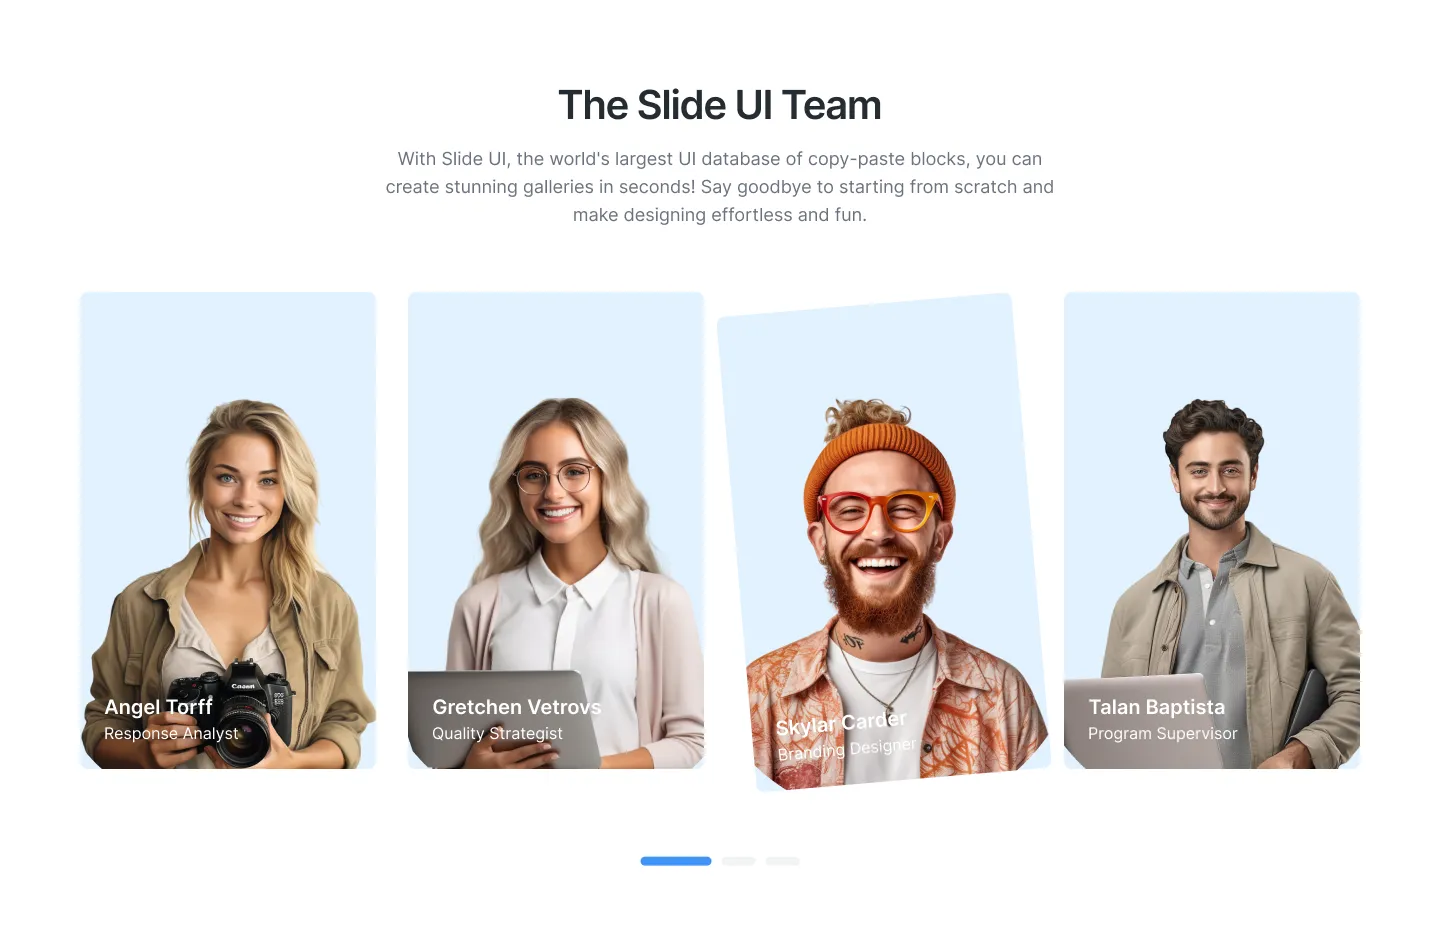 The Slide UI Team
With Slide UI, the world's largest UI database of copy-paste blocks, you can
create stunning galleries in seconds! Say goodbye to starting from scratch and
make designing effortless and fun.
Canon
Angel Torff
Response Analyst
Gretchen Vetrovs
Quality Strategist
Skylar Carder
Branding Designer
Talan Baptista
Program Supervisor